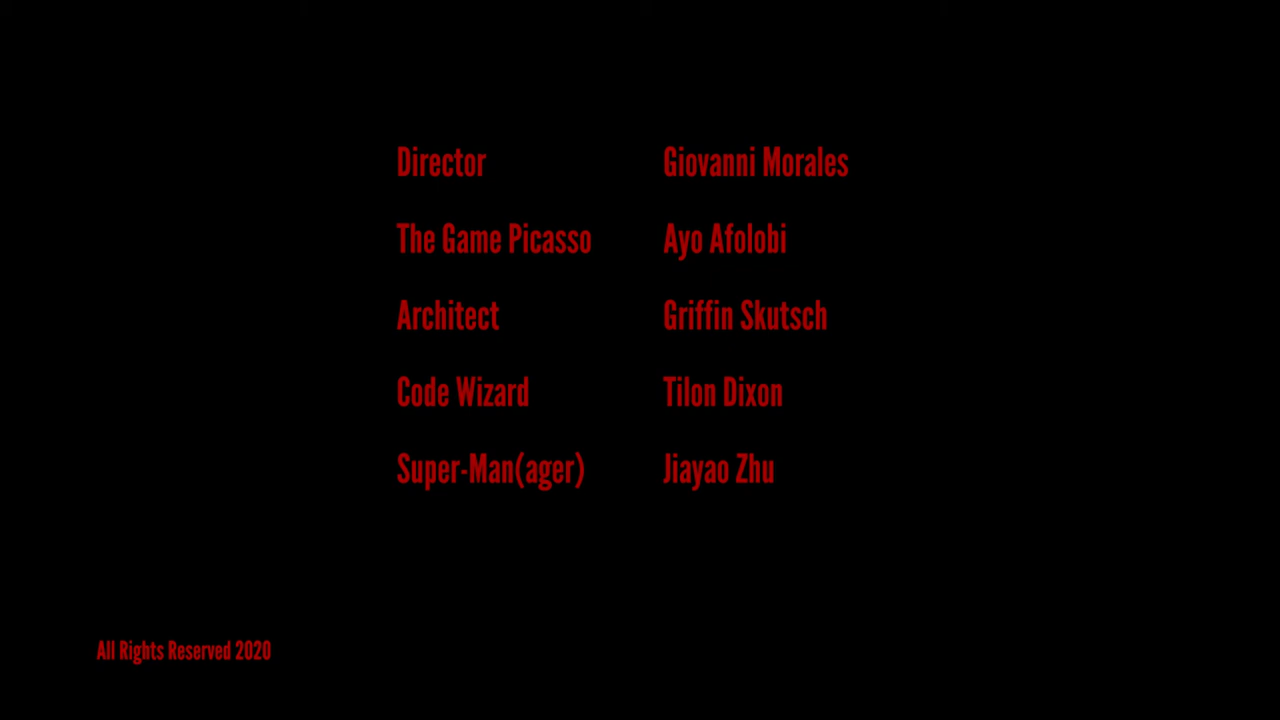 Director Giovanni Morales
The Game Picasso Ayo Afolobi
Architect Griffin Skutsch
Code Wizard Tilon Dixon
Super-Man(ager) Jiayao Zhu
All Rights Reserved 2020